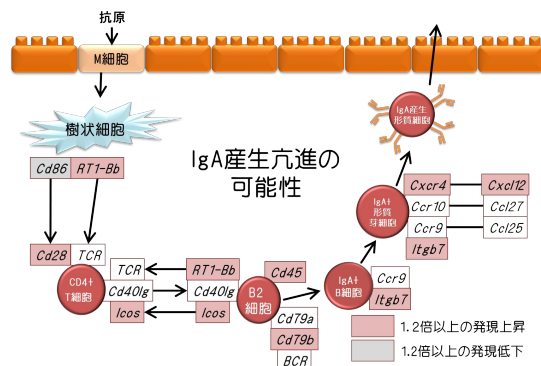 抗原
M細胞
樹状細胞
Cd86 RT1-Bb
IgA産生亢進の
可能性
IgA産生
形質細胞
Cd28 TCR
CD4+
T細胞
TCR RT1-Bb
Cd40lg Cd40lg
Icos Icos
B2
細胞
Cd45
Cd79a
Cd79b
BCR
IgA+
B細胞
Ccr9
Itgb7
IgA+
形質
芽細胞
Cxcr4 Cxcl12
Ccr10 Ccl27
Ccr9 Ccl25
Itgb7
1.2倍以上の発現上昇
1.2倍以上の発現低下